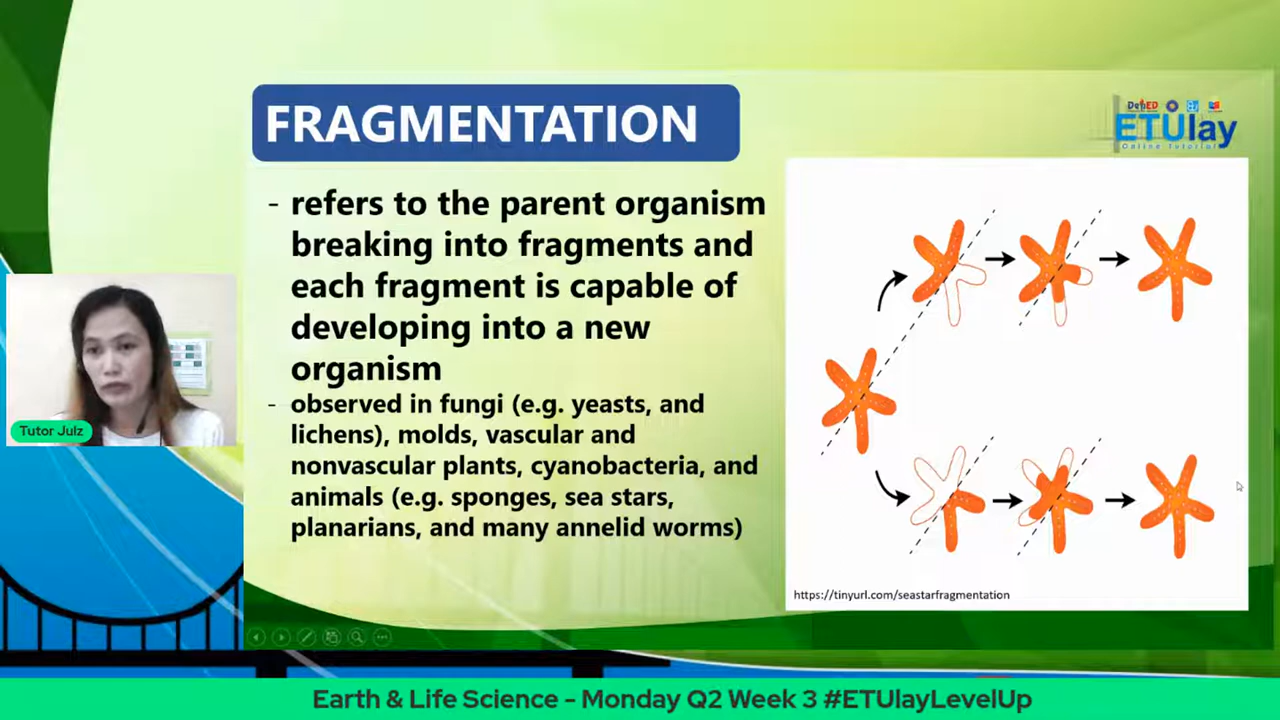 FRAGMENTATION
DepED
ETUlay
Online Tutorial
- refers to the parent organism
breaking into fragments and
each fragment is capable of
developing into a new
organism
- observed in fungi (e.g. yeasts, and
lichens), molds, vascular and
nonvascular plants, cyanobacteria, and
animals (e.g. sponges, sea stars,
planarians, and many annelid worms)
Tutor Julz
https://tinyurl.com/seastarfragmentation
Earth & Life Science - Monday Q2 Week 3 #ETUlayLevelUp